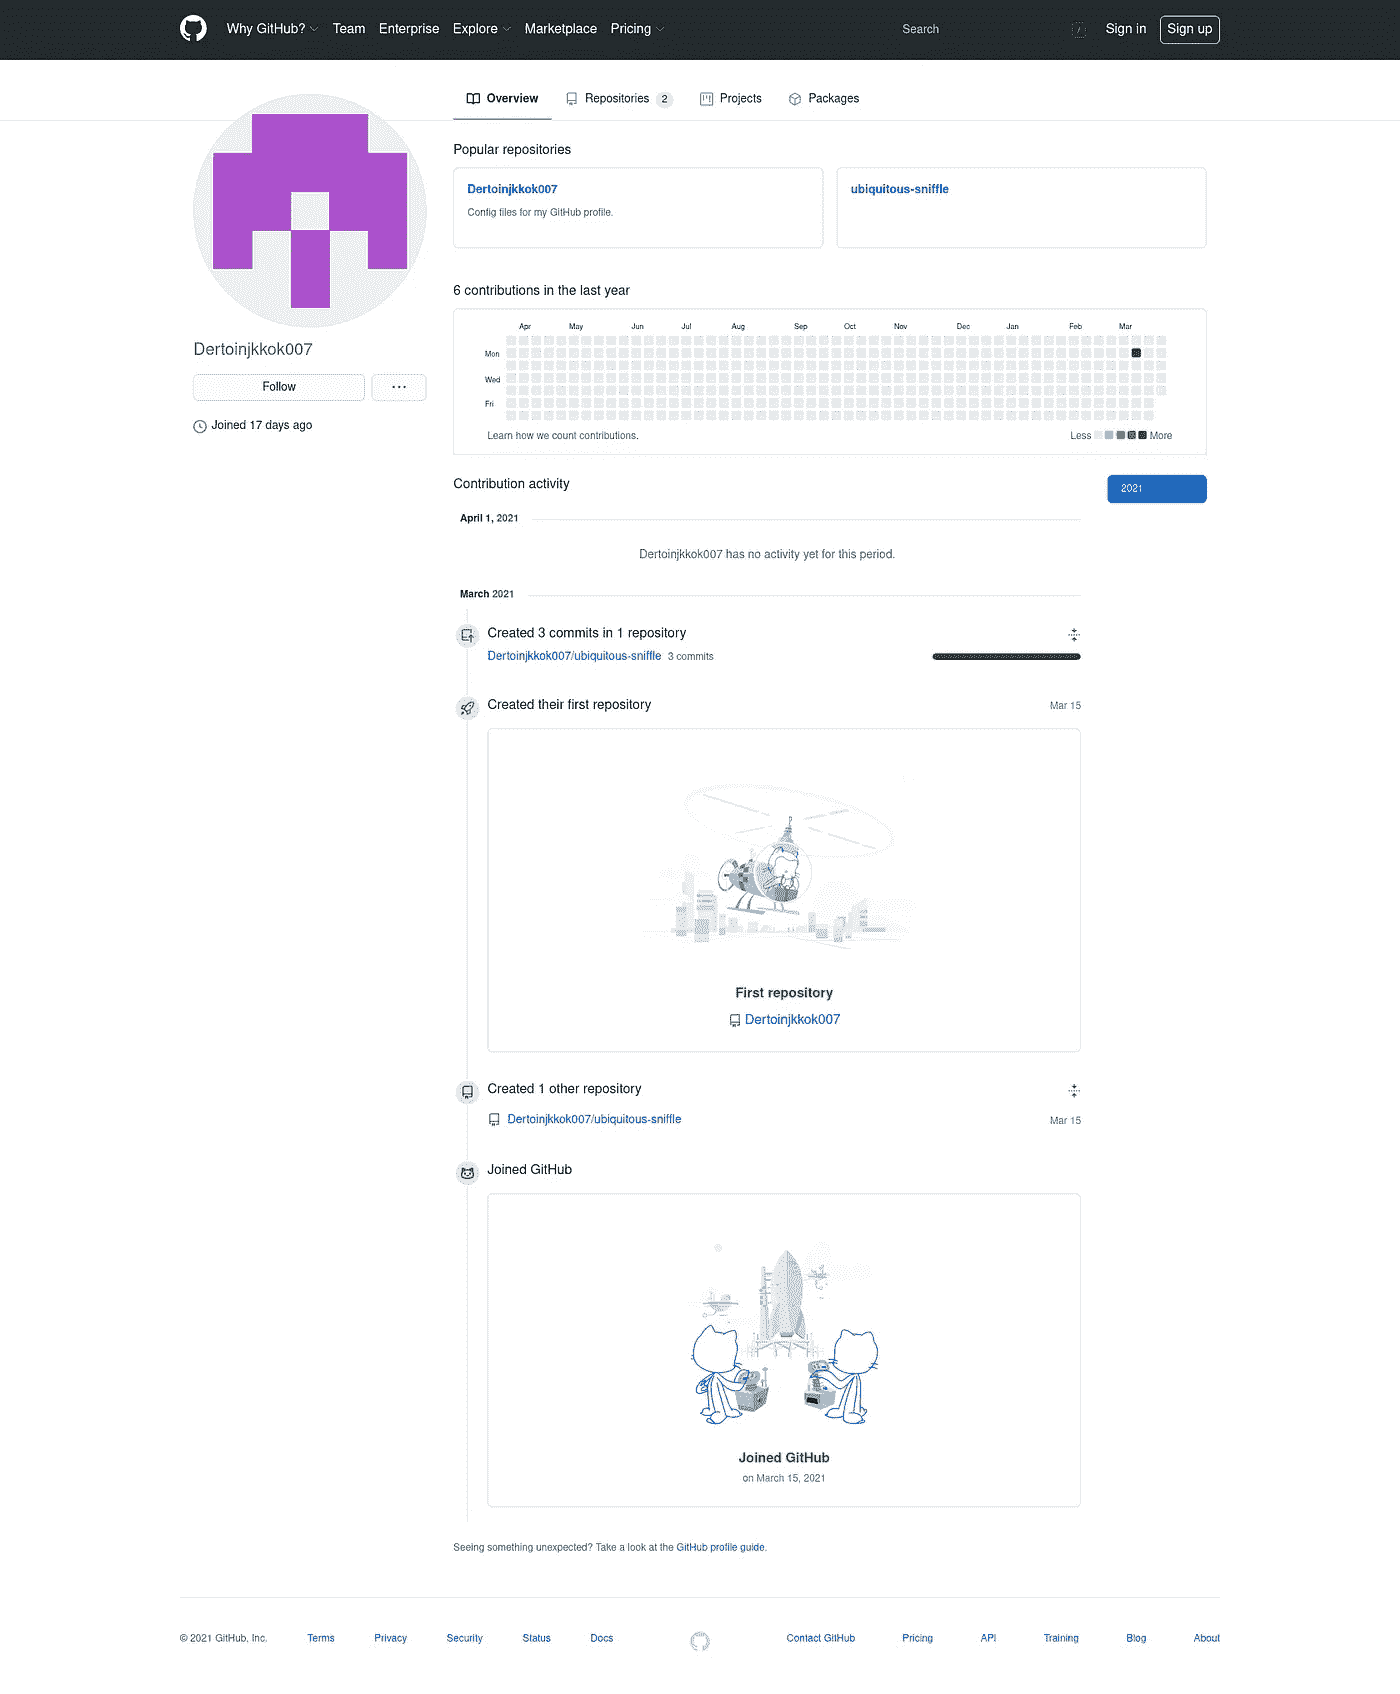 Why GitHub? Team Enterprise Explore Marketplace Pricing Search / Sign in Sign up
Overview Repositories 2 Projects Packages
Dertoinjkkok007
Follow ...
Joined 17 days ago
Popular repositories
Dertoinjkkok007
Config files for my GitHub profile.
ubiquitous-sniffle
6 contributions in the last year
Apr May Jun Jul Aug Sep Oct Nov Dec Jan Feb Mar
Mon
Wed
Fri
Learn how we count contributions. Less More
Contribution activity
2021
April 1, 2021
Dertoinjkkok007 has no activity yet for this period.
March 2021
Created 3 commits in 1 repository
Dertoinjkkok007/ubiquitous-sniffle 3 commits
Created their first repository Mar 15
First repository
Dertoinjkkok007
Created 1 other repository
Dertoinjkkok007/ubiquitous-sniffle Mar 15
Joined GitHub
Joined GitHub
on March 15, 2021
Seeing something unexpected? Take a look at the GitHub profile guide.
© 2021 GitHub, Inc. Terms Privacy Security Status Docs Contact GitHub Pricing API Training Blog About